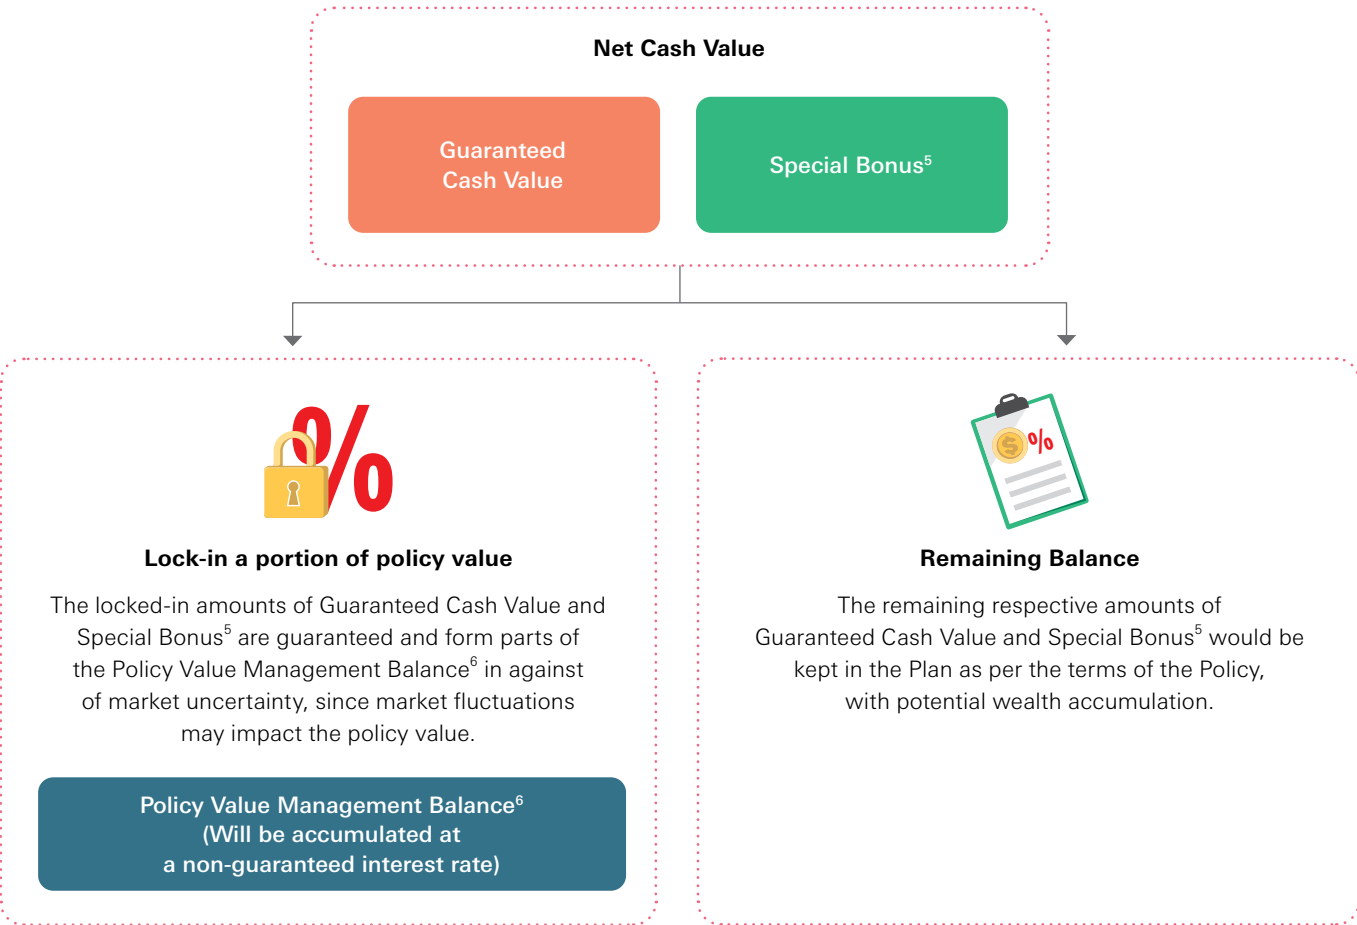 Net Cash Value
Guaranteed
Cash Value
Special Bonus⁵
%
%
$
Lock-in a portion of policy value
The locked-in amounts of Guaranteed Cash Value and
Special Bonus⁵ are guaranteed and form parts of
the Policy Value Management Balance⁶ in against
of market uncertainty, since market fluctuations
may impact the policy value.
Policy Value Management Balance⁶
(Will be accumulated at
a non-guaranteed interest rate)
Remaining Balance
The remaining respective amounts of
Guaranteed Cash Value and Special Bonus⁵ would be
kept in the Plan as per the terms of the Policy,
with potential wealth accumulation.